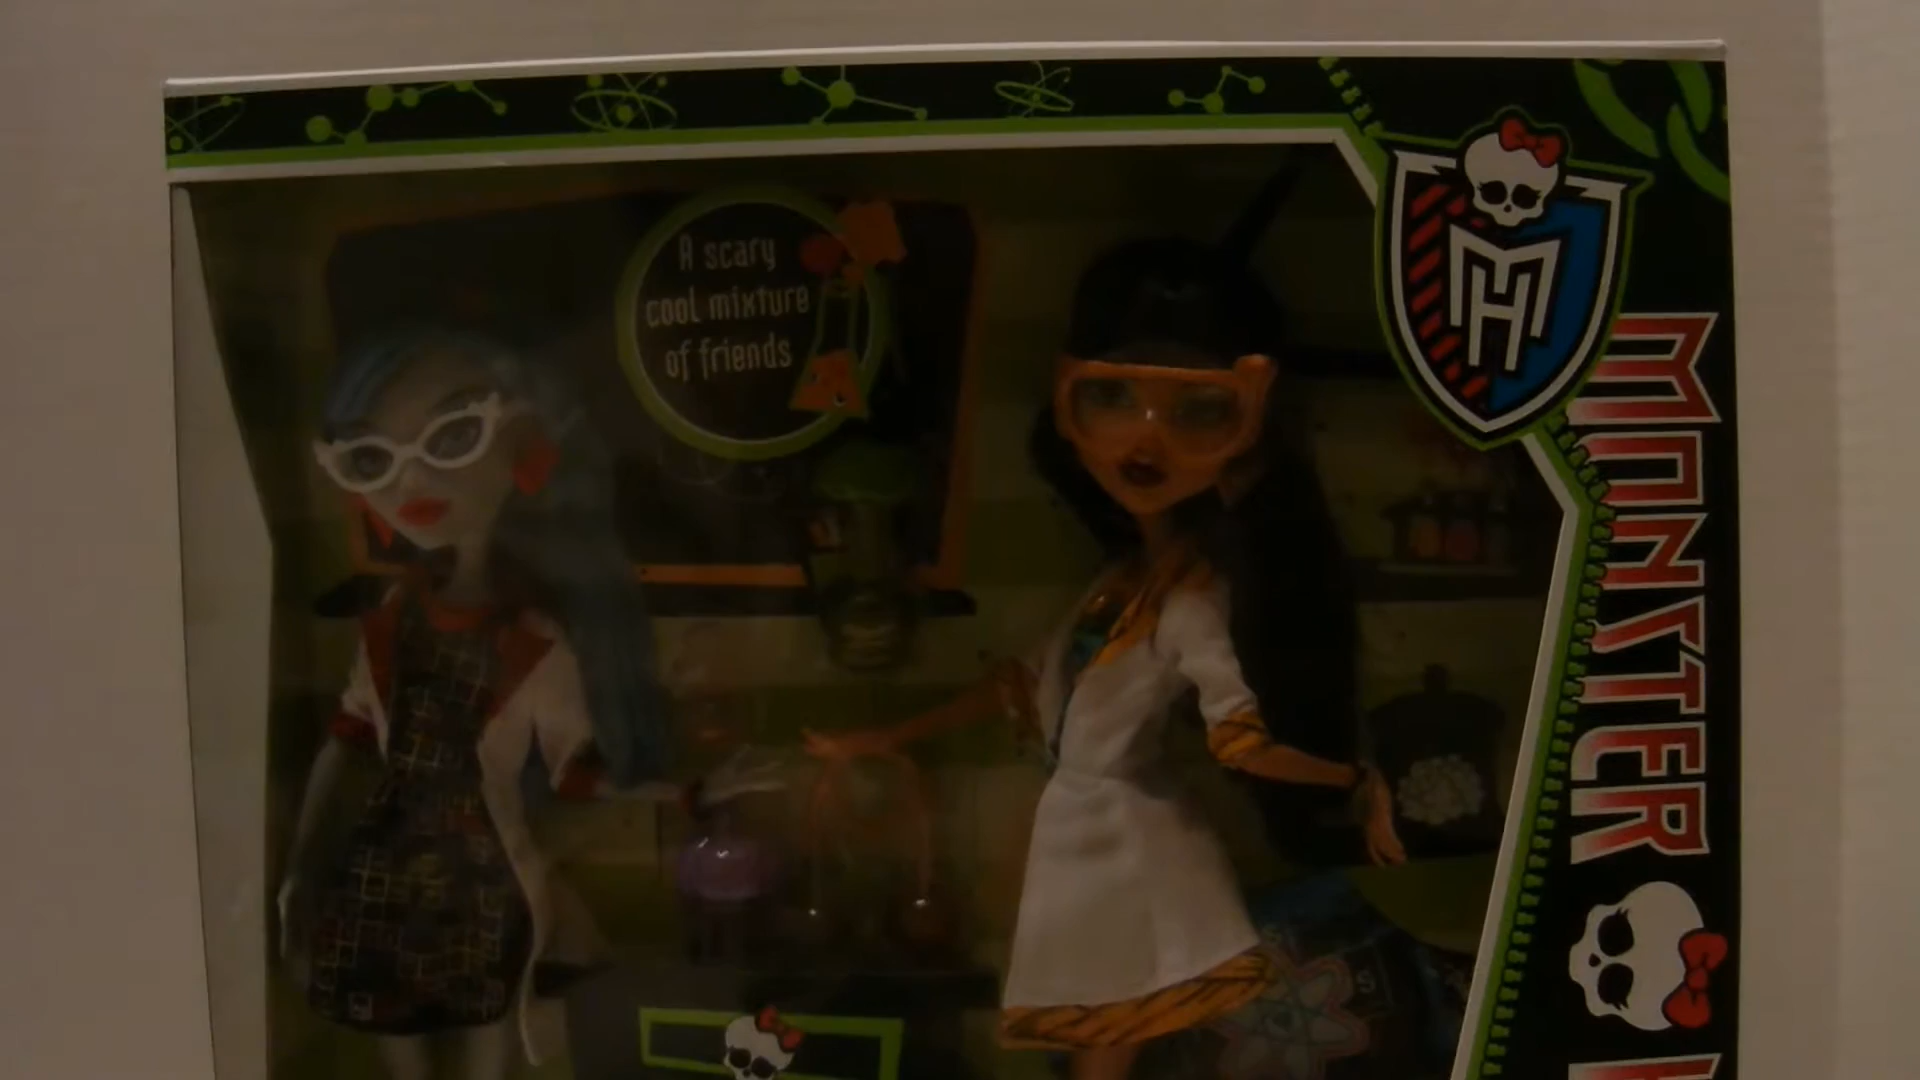 A scary
cool mixture
of friends
MH
MONSTER